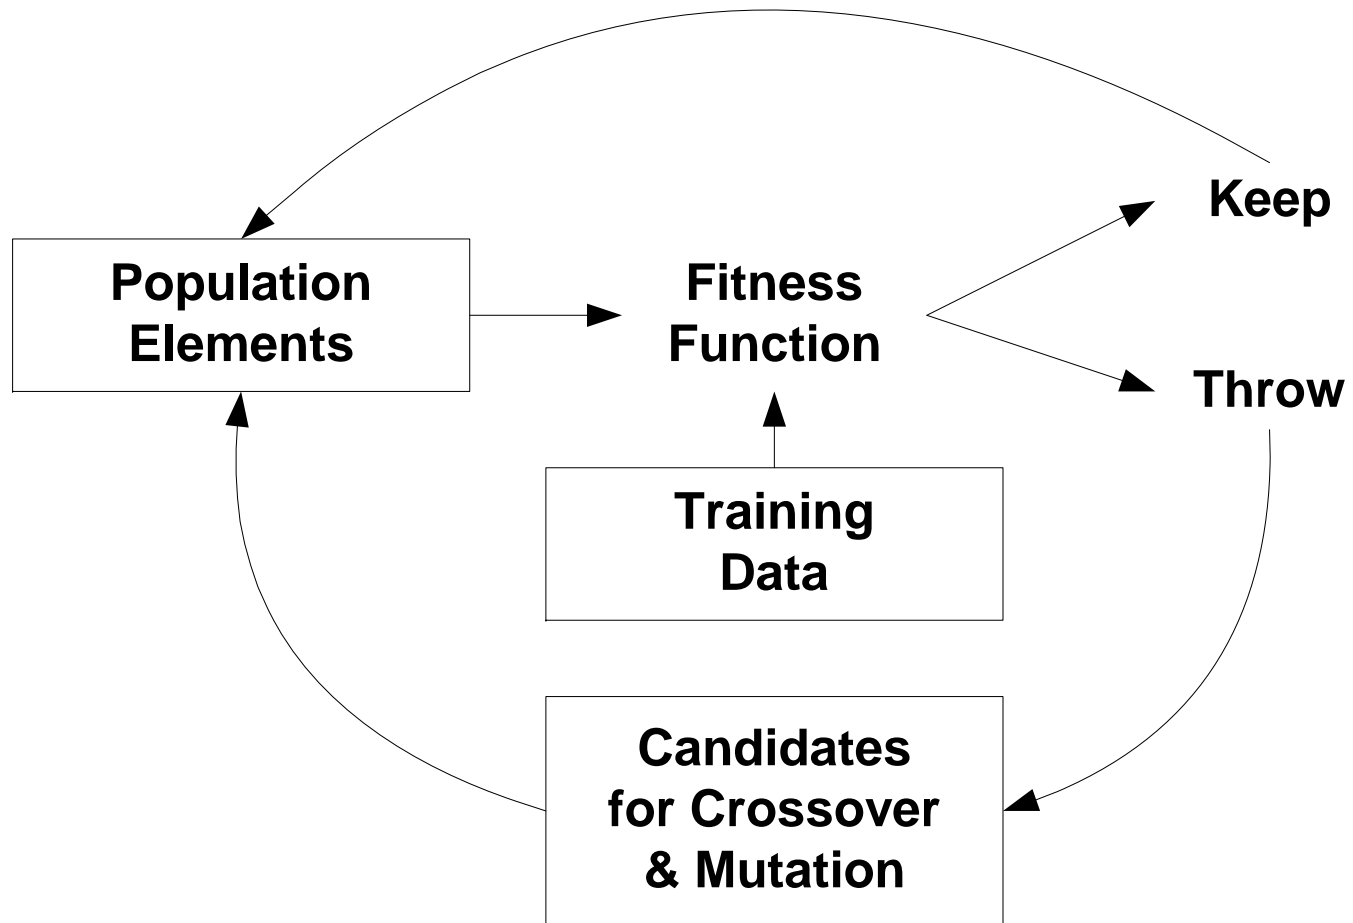 Keep
Population
Elements
Fitness
Function
Throw
Training
Data
Candidates
for Crossover
& Mutation